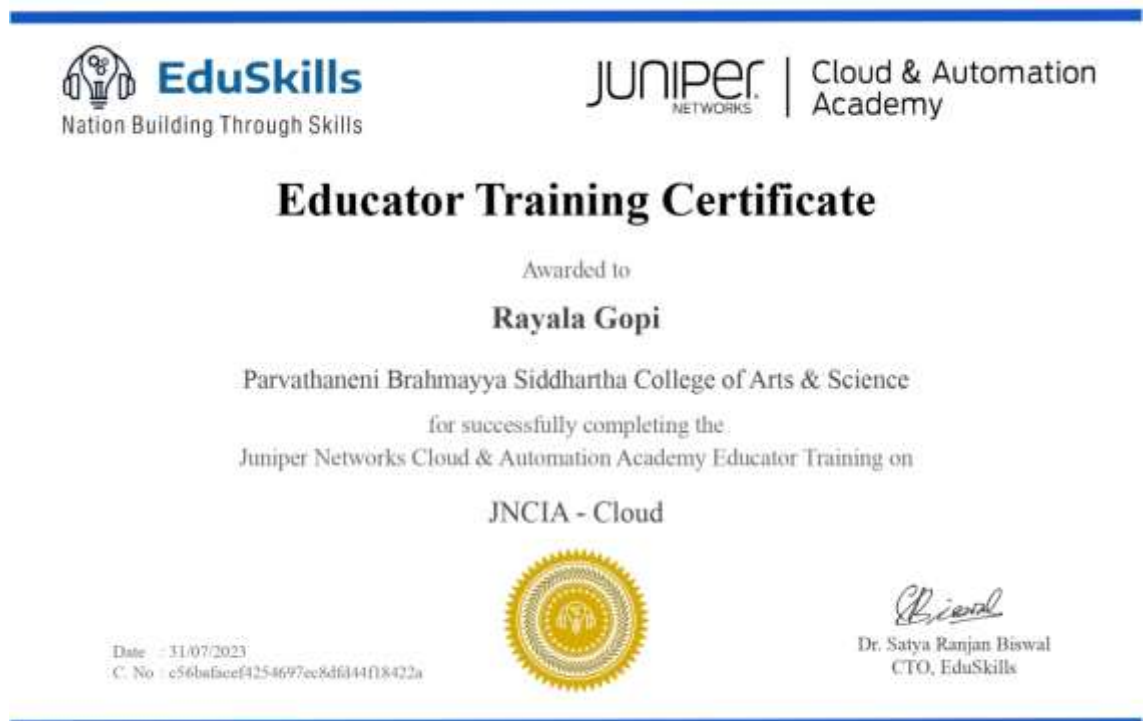 EduSkills
Nation Building Through Skills
JUNIPER NETWORKS
Cloud & Automation Academy
Educator Training Certificate
Awarded to
Rayala Gopi
Parvathaneni Brahmayya Siddhartha College of Arts & Science
for successfully completing the
Juniper Networks Cloud & Automation Academy Educator Training on
JNCIA - Cloud
Dr. Satya Ranjan Biswal
CTO, EduSkills
Date : 31/07/2023
C. No :